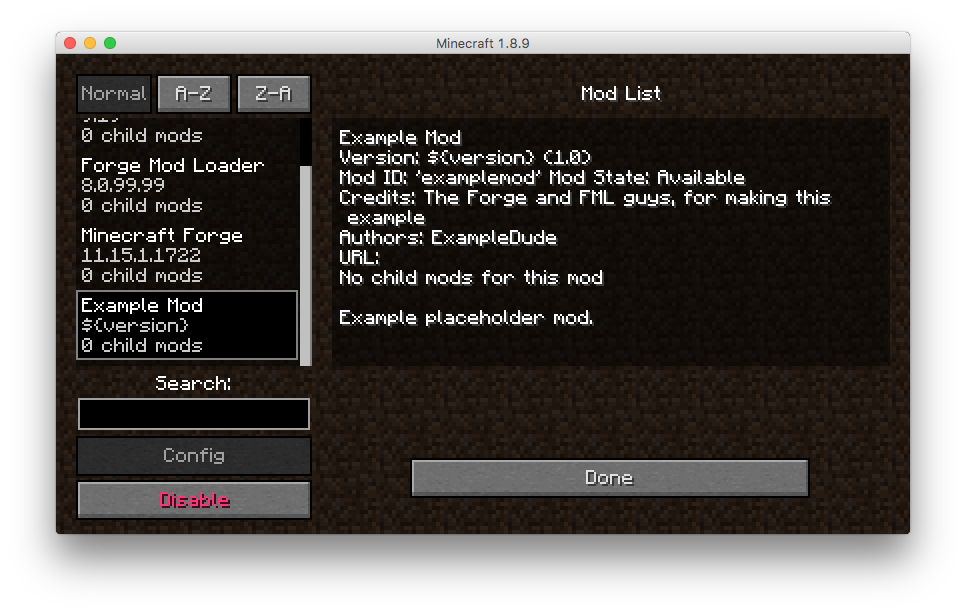 Minecraft 1.8.9
Normal A-Z Z-A
Mod List
0 child mods
Forge Mod Loader
8.0.99.99
0 child mods
Minecraft Forge
11.15.1.1722
0 child mods
Example Mod
${version}
0 child mods
Search:
Config
Disable
Example Mod
Version: ${version} (1.0)
Mod ID: 'examplemod' Mod State: Available
Credits: The Forge and FML guys, for making this
example
Authors: ExampleDude
URL:
No child mods for this mod
Example placeholder mod.
Done